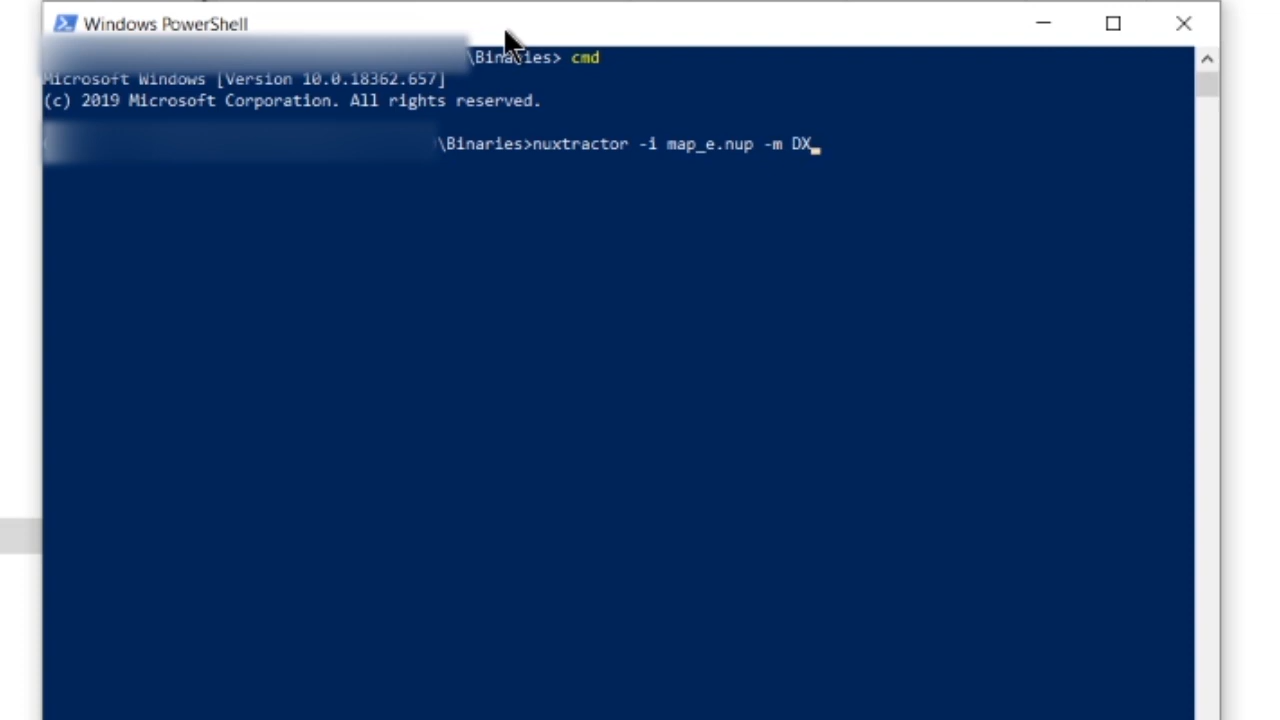 Windows PowerShell
\Binaries> cmd
Microsoft Windows [Version 10.0.18362.657]
(c) 2019 Microsoft Corporation. All rights reserved.
\Binaries>nuxtractor -i map_e.nup -m DX